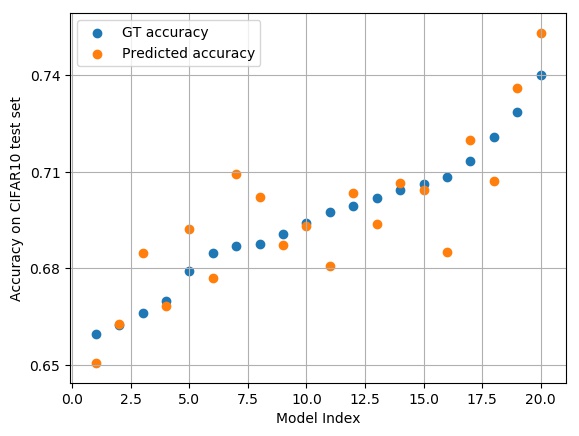 GT accuracy
Predicted accuracy
Accuracy on CIFAR10 test set
0.74
0.71
0.68
0.65
0.0 2.5 5.0 7.5 10.0 12.5 15.0 17.5 20.0
Model Index